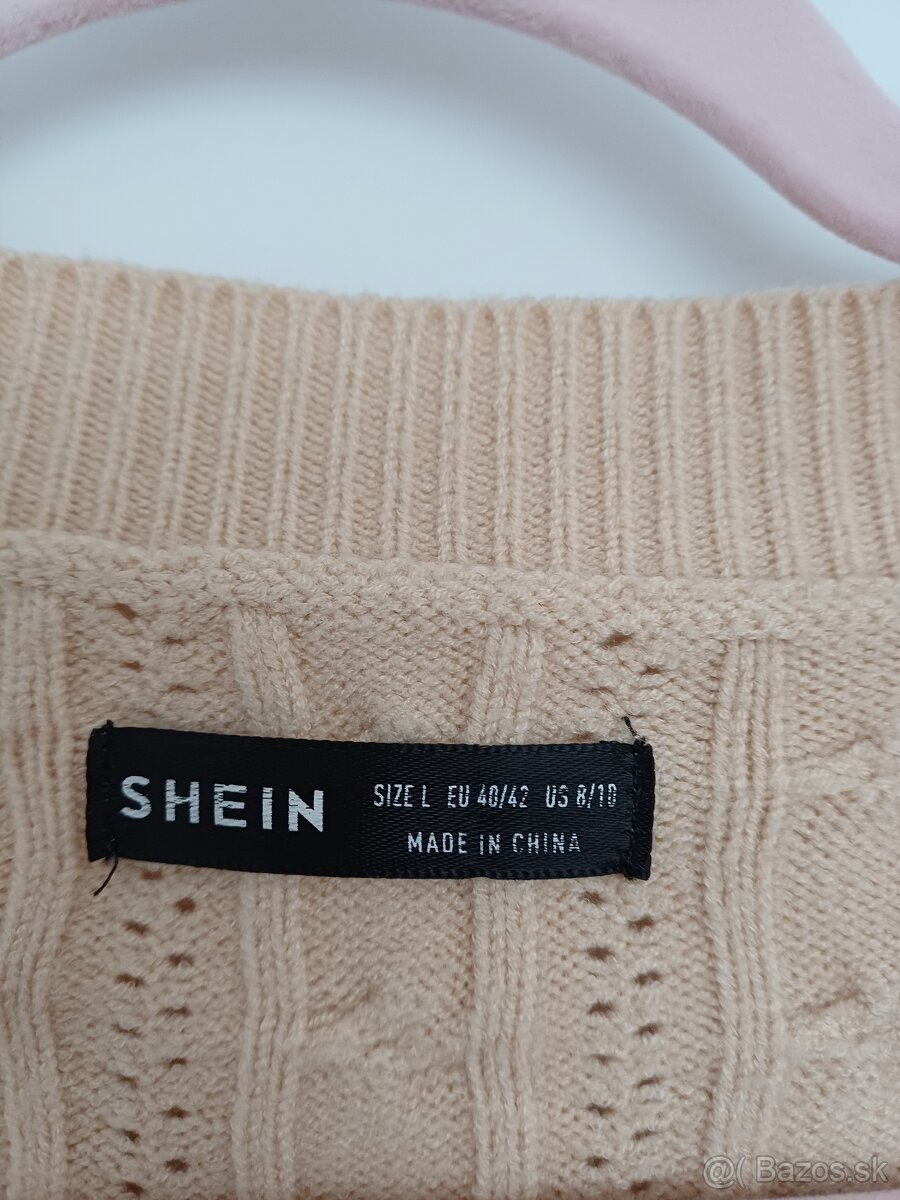 SHEIN
SIZE L EU 40/42 US 8/10
MADE IN CHINA
@( Bazos.sk